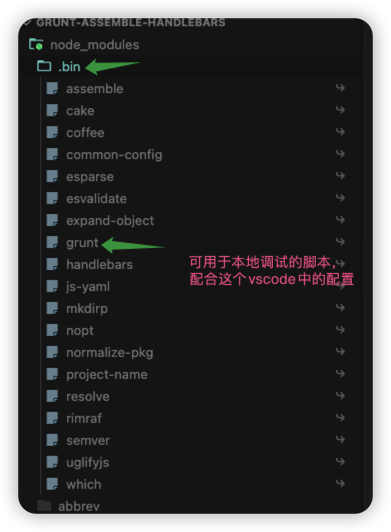 GRUNT-ASSEMBLE-HANDLEBARS
node_modules
.bin
assemble
cake
coffee
common-config
esparse
esvalidate
expand-object
grunt
可用于本地调试的脚本，
handlebars
配合这个vscode中的配置
js-yaml
mkdirp
nopt
normalize-pkg
project-name
resolve
rimraf
semver
uglifyjs
which
abbrev